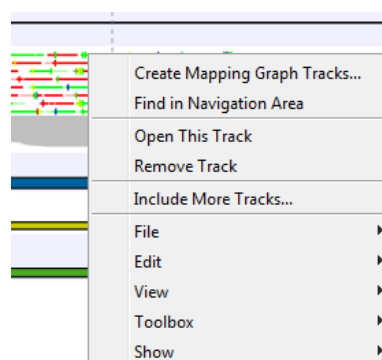 Create Mapping Graph Tracks...
Find in Navigation Area
Open This Track
Remove Track
Include More Tracks...
File
Edit
View
Toolbox
Show